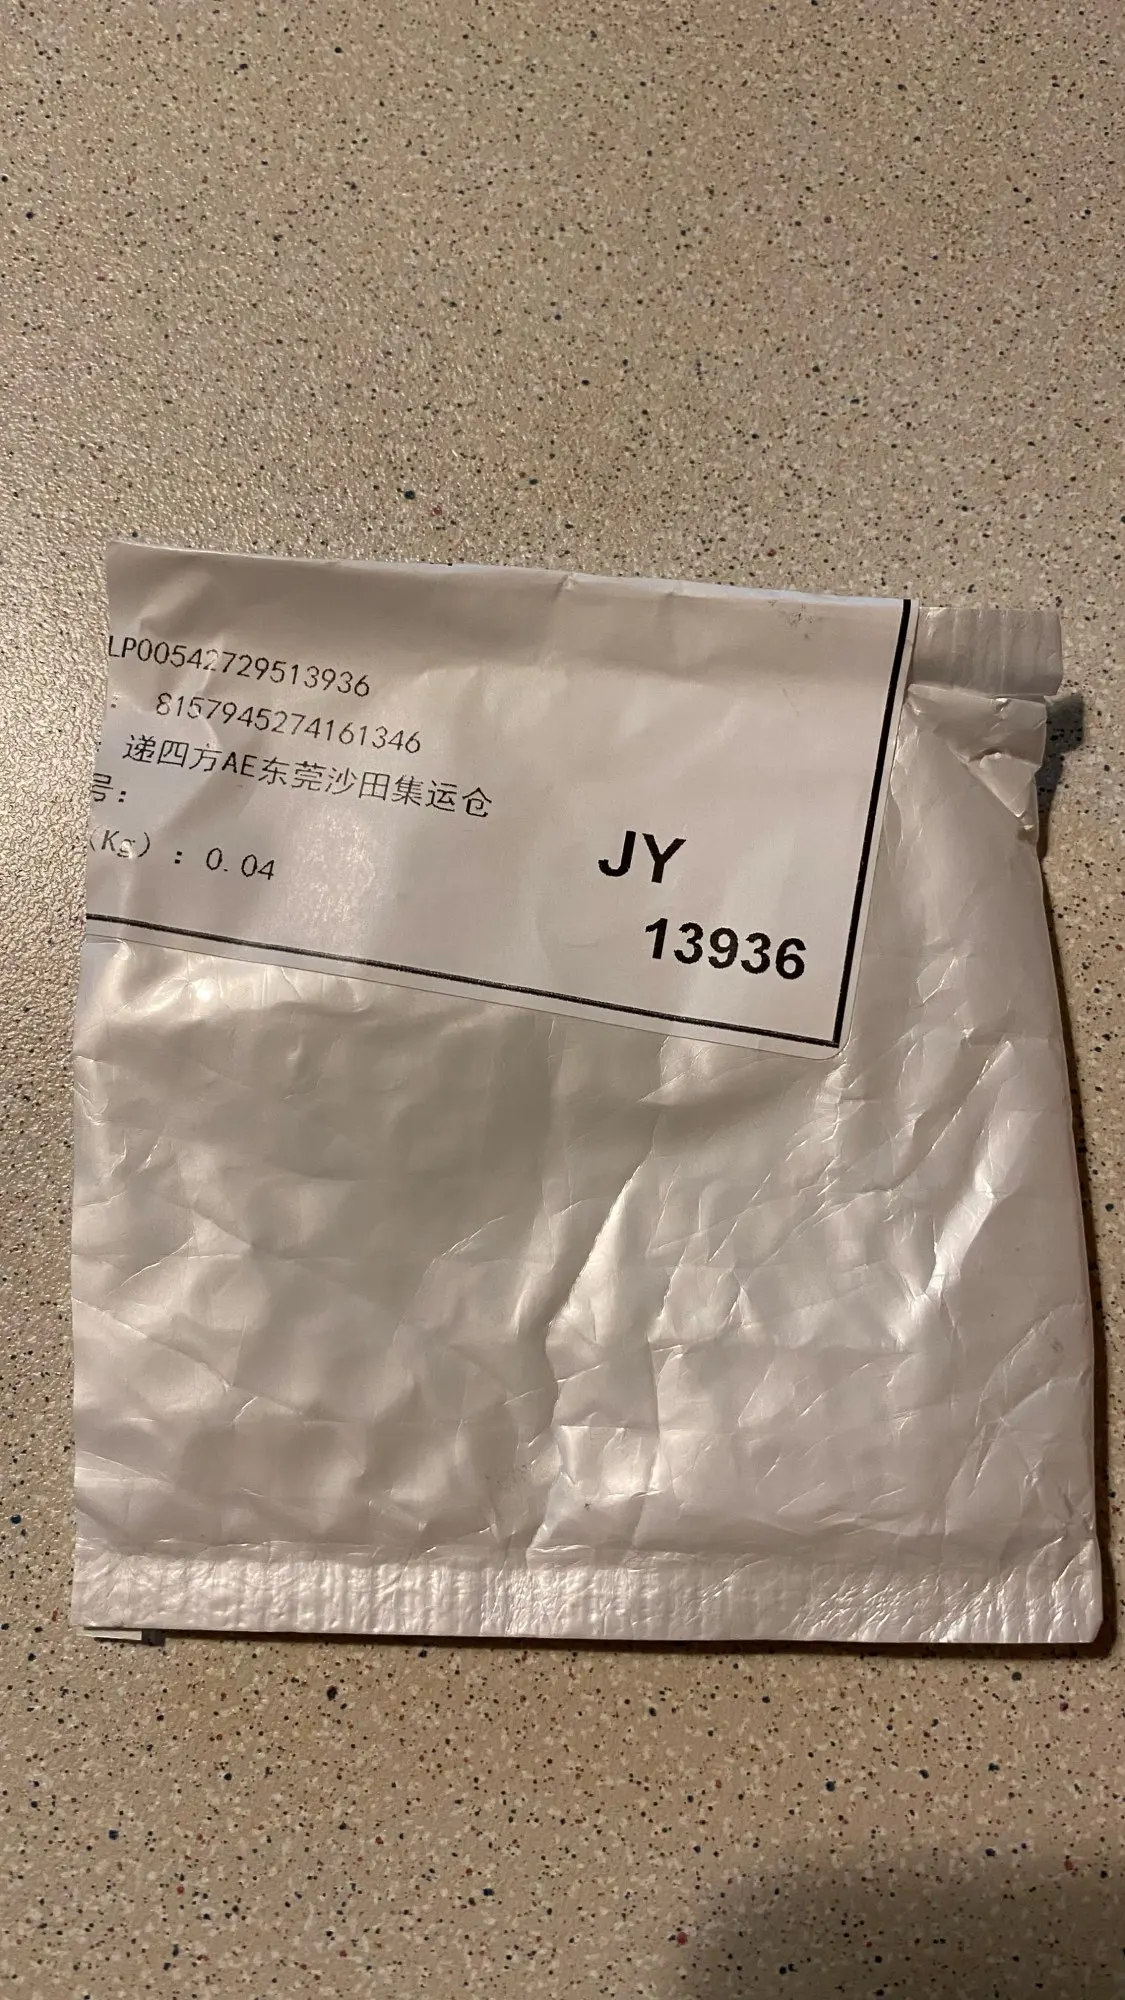 LP00542729513936
: 8157945274161346
: 递四方AE东莞沙田集运仓
号:
(Kg) : 0.04
JY
13936